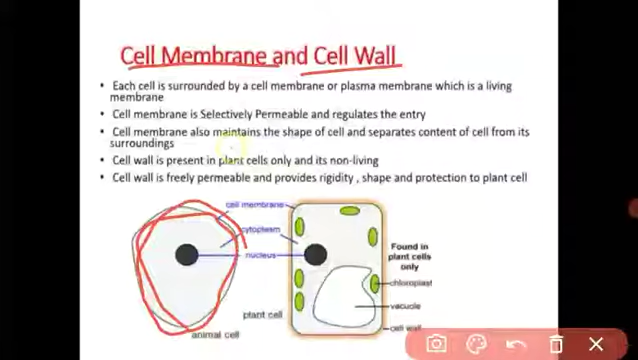 Cell Membrane and Cell Wall
• Each cell is surrounded by a cell membrane or plasma membrane which is a living
membrane
• Cell membrane is Selectively Permeable and regulates the entry
• Cell membrane also maintains the shape of cell and separates content of cell from its
surroundings
• Cell wall is present in plant cells only and its non-living
• Cell wall is freely permeable and provides rigidity , shape and protection to plant cell
cell membrane
cytoplasm
nucleus
Found in
plant cells
only
chloroplast
vacuole
plant cell
cell wall
animal cell